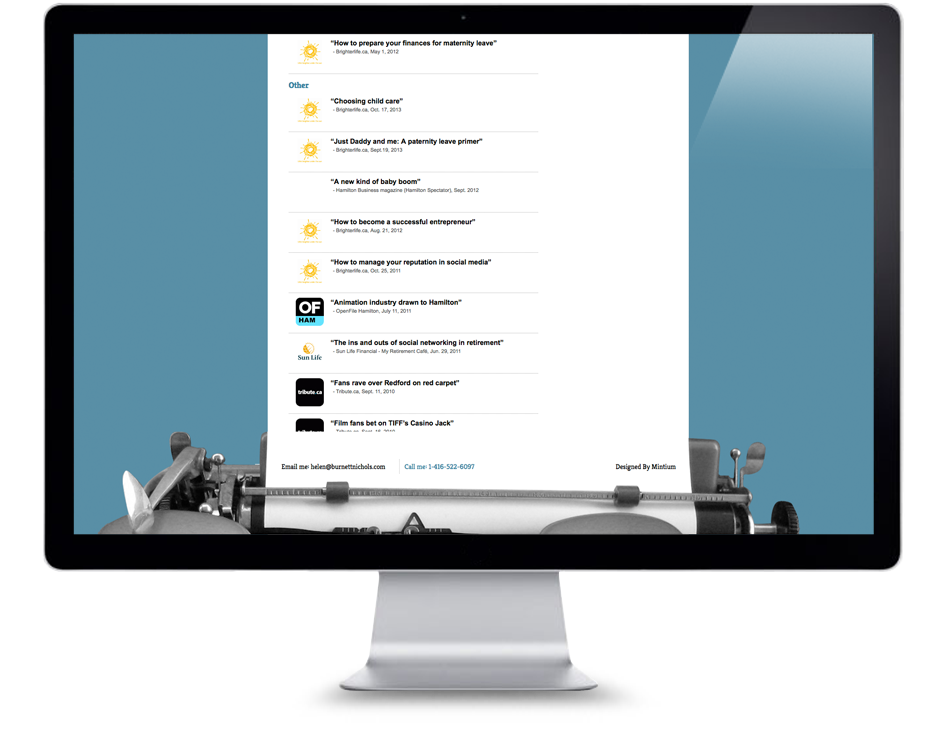 “How to prepare your finances for maternity leave”
- Brighterlife.ca, May 1, 2012
Other
“Choosing child care”
- Brighterlife.ca, Oct. 17, 2013
“Just Daddy and me: A paternity leave primer”
- Brighterlife.ca, Sept.19, 2013
“A new kind of baby boom”
- Hamilton Business magazine (Hamilton Spectator), Sept. 2012
“How to become a successful entrepreneur”
- Brighterlife.ca, Aug. 21, 2012
“How to manage your reputation in social media”
- Brighterlife.ca, Oct. 25, 2011
OF
HAM
“Animation industry drawn to Hamilton”
- OpenFile Hamilton, July 11, 2011
Sun Life
“The ins and outs of social networking in retirement”
- Sun Life Financial - My Retirement Café, Jun. 29, 2011
tribute.ca
“Fans rave over Redford on red carpet”
- Tribute.ca, Sept. 11, 2010
“Film fans bet on TIFF's Casino Jack”
Email me: helen@burnettnichols.com
Call me: 1-416-522-6097
Designed By Mintium